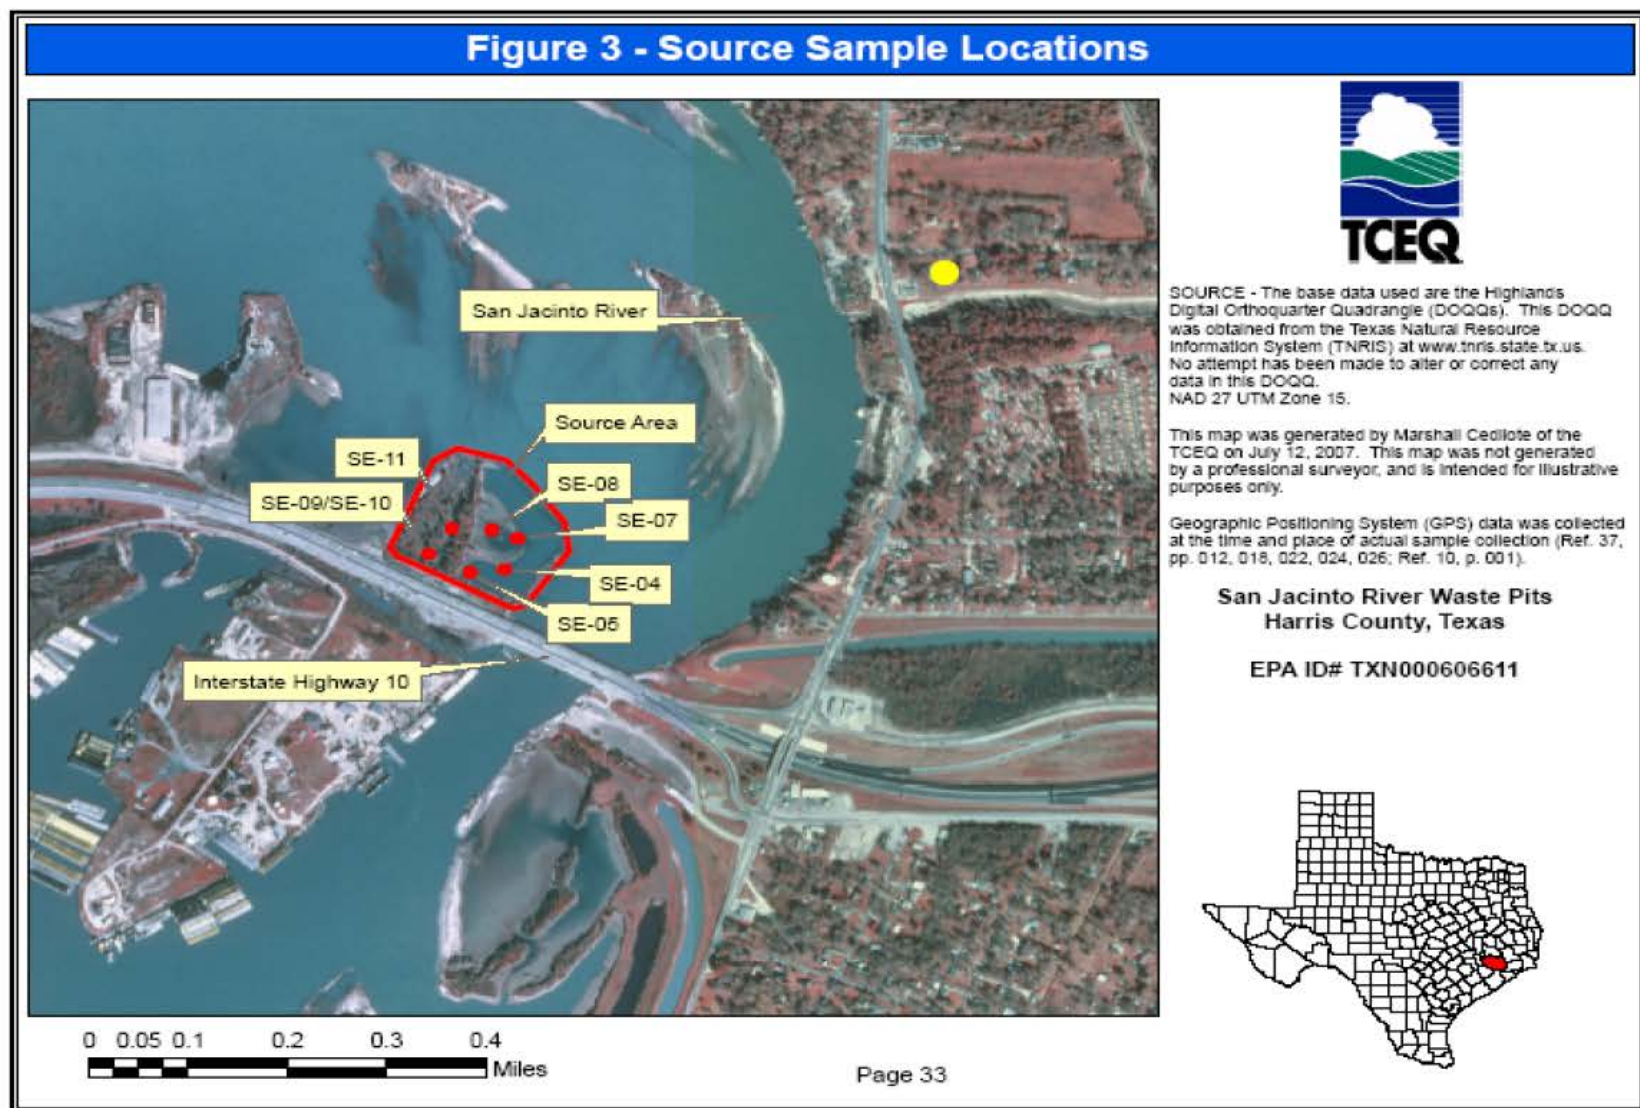 Figure 3 - Source Sample Locations
TCEQ
San Jacinto River
Source Area
SE-11
SE-08
SE-09/SE-10
SE-07
SE-04
SE-05
Interstate Highway 10
SOURCE - The base data used are the Highlands
Digital Orthoquarter Quadrangle (DOQQs). This DOQQ
was obtained from the Texas Natural Resource
Information System (TNRIS) at www.tnris.state.tx.us.
No attempt has been made to alter or correct any
data in this DOQQ.
NAD 27 UTM Zone 15.
This map was generated by Marshall Cedilote of the
TCEQ on July 12, 2007. This map was not generated
by a professional surveyor, and is intended for illustrative
purposes only.
Geographic Positioning System (GPS) data was collected
at the time and place of actual sample collection (Ref. 37,
pp. 012, 018, 022, 024, 026; Ref. 10, p. 001).
San Jacinto River Waste Pits
Harris County, Texas
EPA ID# TXN000606611
0 0.05 0.1 0.2 0.3 0.4
Miles
Page 33